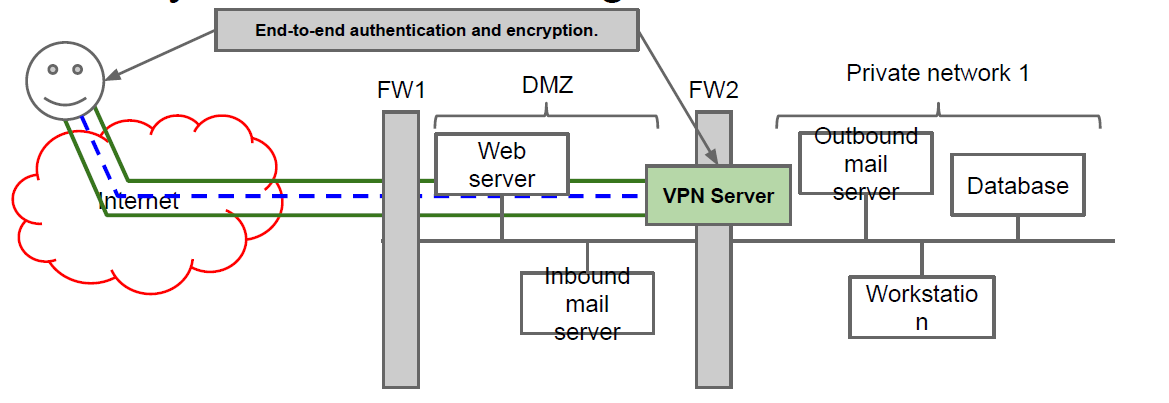 End-to-end authentication and encryption.
FW1
DMZ
FW2
Private network 1
Web
server
VPN Server
Outbound
mail
server
Database
Internet
Inbound
mail
server
Workstatio
n